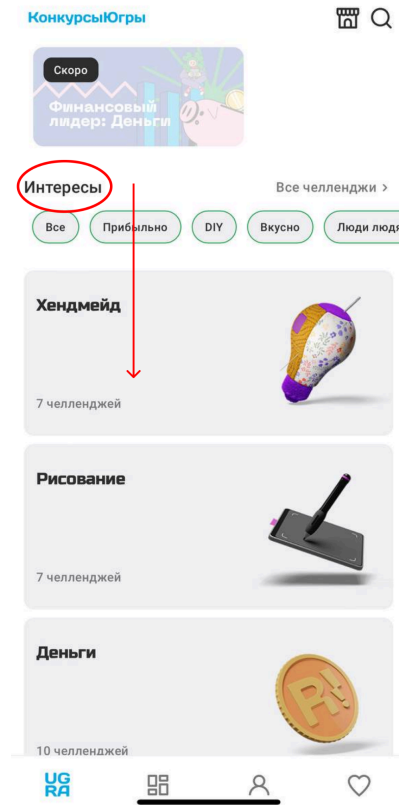 КонкурсыЮгры
Скоро
Финансовый
лидер: Деньги
Интересы
Все челленджи >
Все
Прибыльно
DIY
Вкусно
Люди людя
Хендмейд
7 челленджей
Рисование
7 челленджей
Деньги
R!
10 челленджей
UG
RA